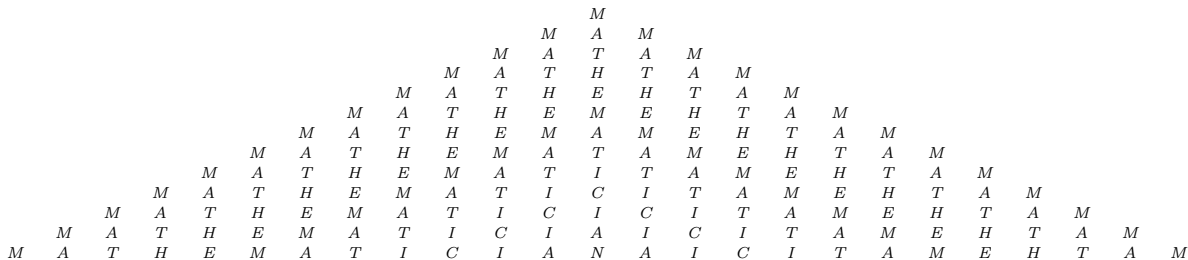 M
M A M
M A T A M
M A T H T A M
M A T H E H T A M
M A T H E M E H T A M
M A T H E M A M E H T A M
M A T H E M A T A M E H T A M
M A T H E M A T I T A M E H T A M
M A T H E M A T I C I T A M E H T A M
M A T H E M A T I C I C I T A M E H T A M
M A T H E M A T I C I A I C I T A M E H T A M
M A T H E M A T I C I A N A I C I T A M E H T A M